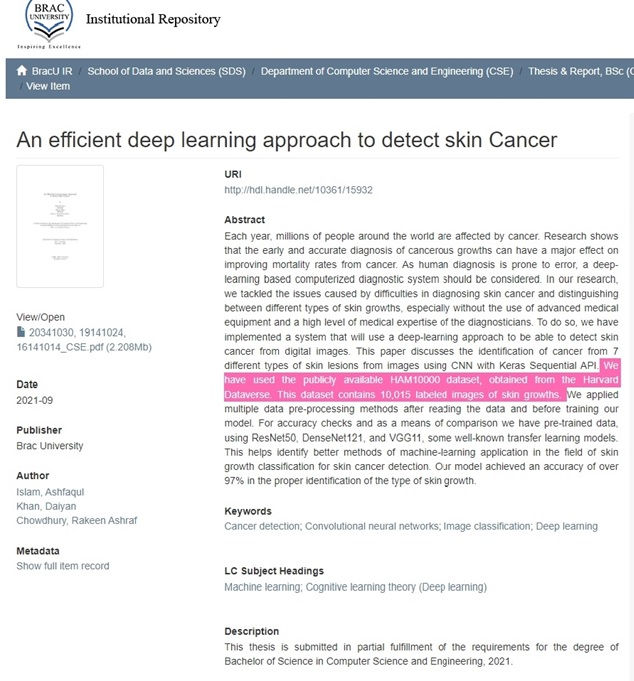 BRAC
UNIVERSITY
Inspiring Excellence
Institutional Repository
BracU IR / School of Data and Sciences (SDS) / Department of Computer Science and Engineering (CSE) / Thesis & Report, BSc (C
/ View Item
An efficient deep learning approach to detect skin Cancer
View/Open
20341030, 19141024,
16141014_CSE.pdf (2.208Mb)
Date
2021-09
Publisher
Brac University
Author
Islam, Ashfaqul
Khan, Daiyan
Chowdhury, Rakeen Ashraf
Metadata
Show full item record
URI
http://hdl.handle.net/10361/15932
Abstract
Each year, millions of people around the world are affected by cancer. Research shows
that the early and accurate diagnosis of cancerous growths can have a major effect on
improving mortality rates from cancer. As human diagnosis is prone to error, a deep-
learning based computerized diagnostic system should be considered. In our research,
we tackled the issues caused by difficulties in diagnosing skin cancer and distinguishing
between different types of skin growths, especially without the use of advanced medical
equipment and a high level of medical expertise of the diagnosticians. To do so, we have
implemented a system that will use a deep-learning approach to be able to detect skin
cancer from digital images. This paper discusses the identification of cancer from 7
different types of skin lesions from images using CNN with Keras Sequential API. We
have used the publicly available HAM10000 dataset, obtained from the Harvard
Dataverse. This dataset contains 10,015 labeled images of skin growths. We applied
multiple data pre-processing methods after reading the data and before training our
model. For accuracy checks and as a means of comparison we have pre-trained data,
using ResNet50, DenseNet121, and VGG11, some well-known transfer learning models.
This helps identify better methods of machine-learning application in the field of skin
growth classification for skin cancer detection. Our model achieved an accuracy of over
97% in the proper identification of the type of skin growth.
Keywords
Cancer detection; Convolutional neural networks; Image classification; Deep learning
LC Subject Headings
Machine learning; Cognitive learning theory (Deep learning)
Description
This thesis is submitted in partial fulfillment of the requirements for the degree of
Bachelor of Science in Computer Science and Engineering, 2021.